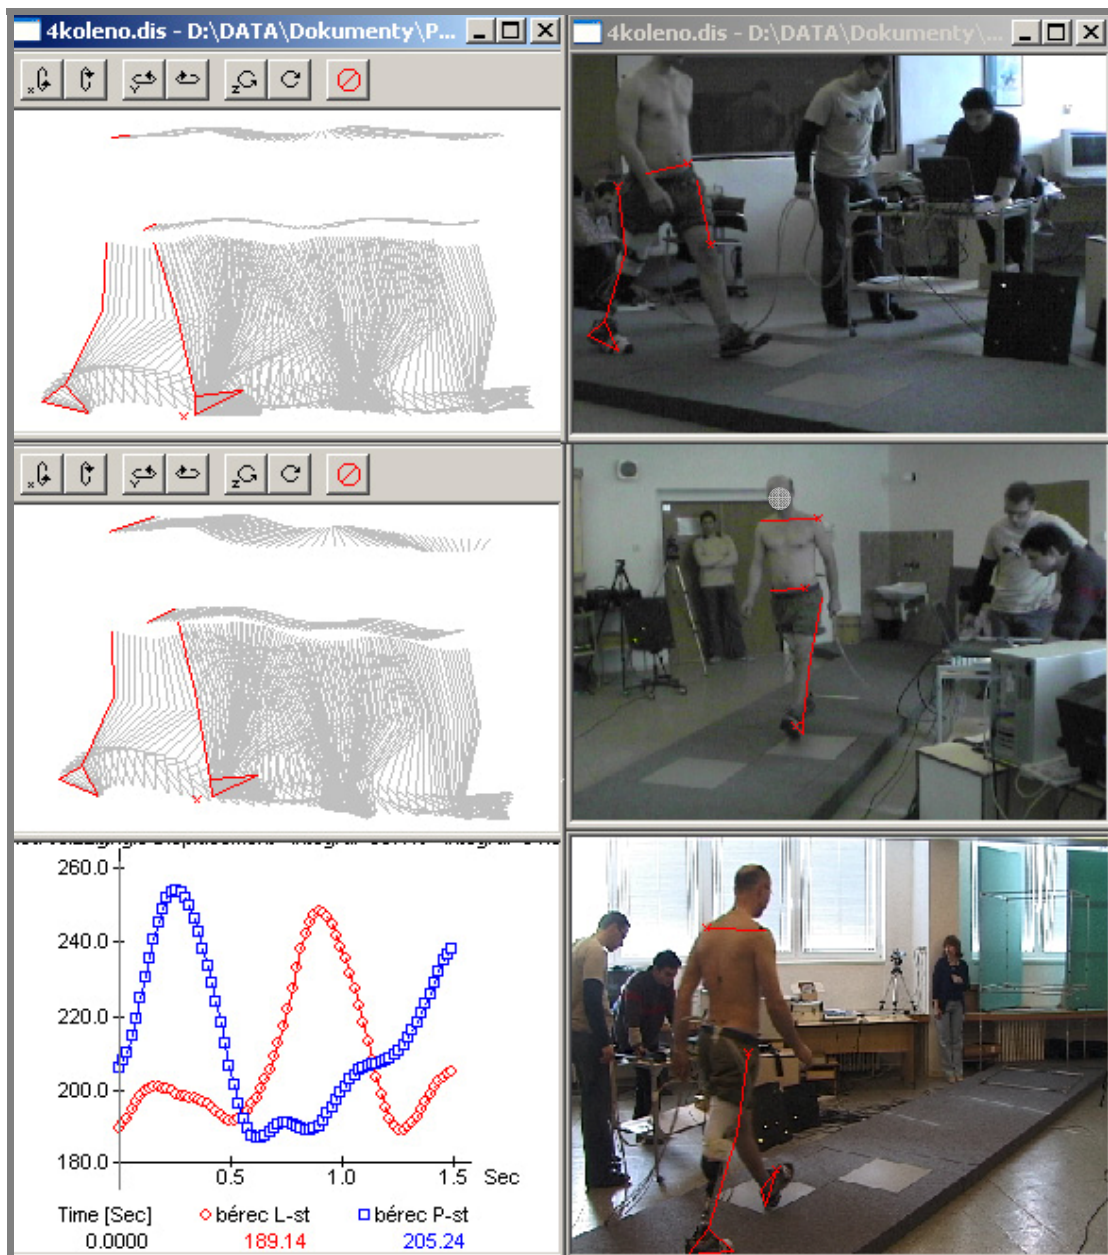 4koleno.dis - D:\DATA\Dokumenty\P...
4koleno.dis - D:\DATA\Dokumenty\...
x
Y
Z
x
Y
Z
260.0
240.0
220.0
200.0
180.0
0.5
1.0
1.5
Sec
Time [Sec]
bérec L-st
bérec P-st
0.0000
189.14
205.24